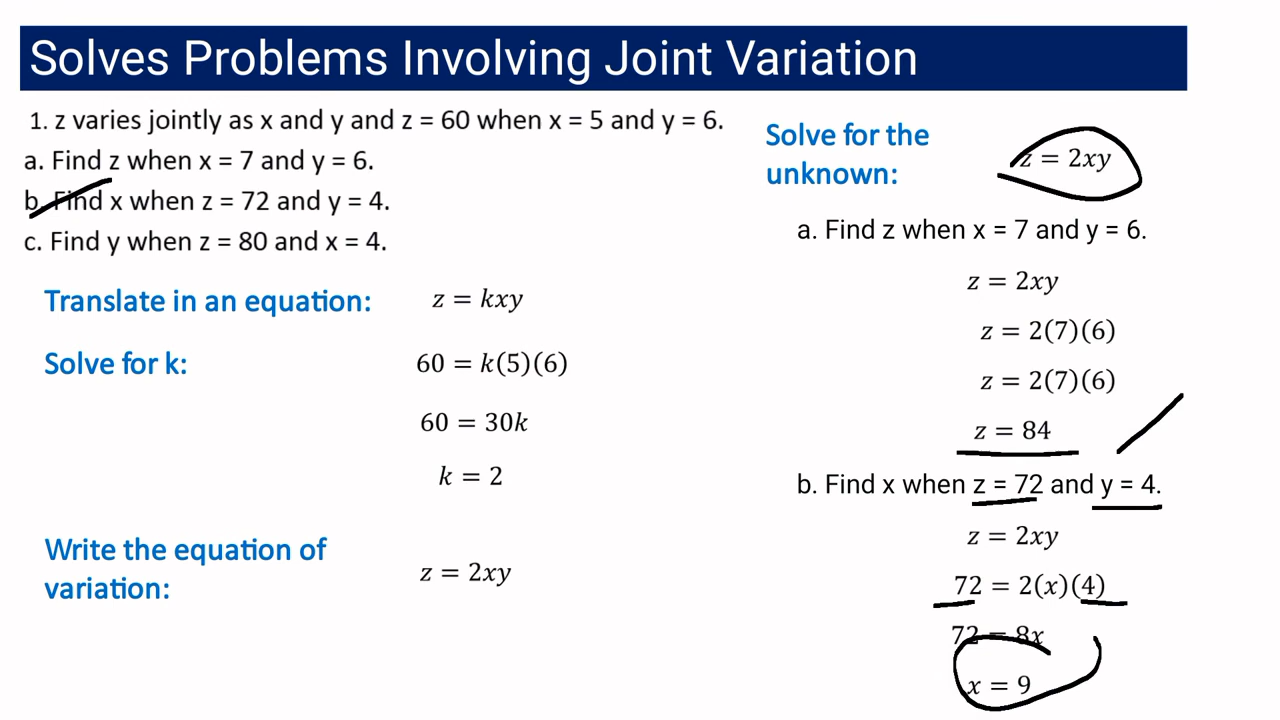 Solves Problems Involving Joint Variation
1. z varies jointly as x and y and z = 60 when x = 5 and y = 6.
a. Find z when x = 7 and y = 6.
b. Find x when z = 72 and y = 4.
c. Find y when z = 80 and x = 4.
Translate in an equation: z = kxy
Solve for k: 60 = k(5)(6)
60 = 30k
k = 2
Write the equation of
variation: z = 2xy
Solve for the
unknown: z = 2xy
a. Find z when x = 7 and y = 6.
z = 2xy
z = 2(7)(6)
z = 2(7)(6)
z = 84
b. Find x when z = 72 and y = 4.
z = 2xy
72 = 2(x)(4)
72 = 8x
x = 9